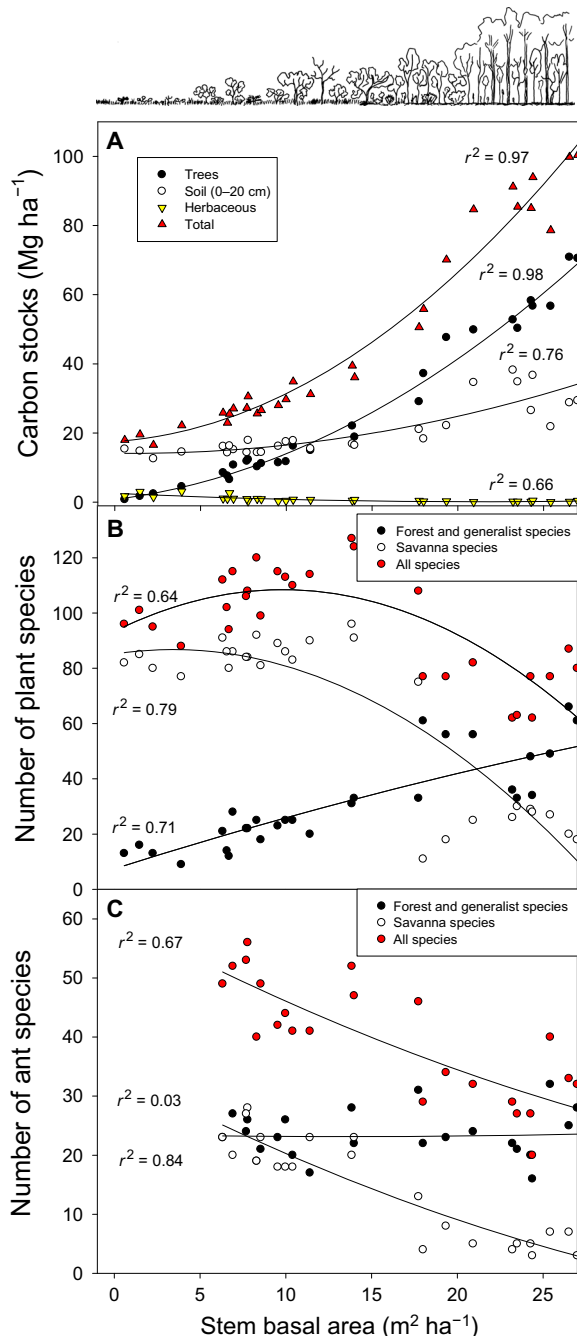 A
Trees
Soil (0–20 cm)
Herbaceous
Total
r² = 0.97
r² = 0.98
r² = 0.76
r² = 0.66
100
80
60
40
20
0
Carbon stocks (Mg ha⁻¹)
B
Forest and generalist species
Savanna species
All species
r² = 0.64
r² = 0.79
r² = 0.71
120
100
80
60
40
20
0
Number of plant species
C
Forest and generalist species
Savanna species
All species
r² = 0.67
r² = 0.03
r² = 0.84
60
50
40
30
20
10
0
Number of ant species
0 5 10 15 20 25
Stem basal area (m² ha⁻¹)